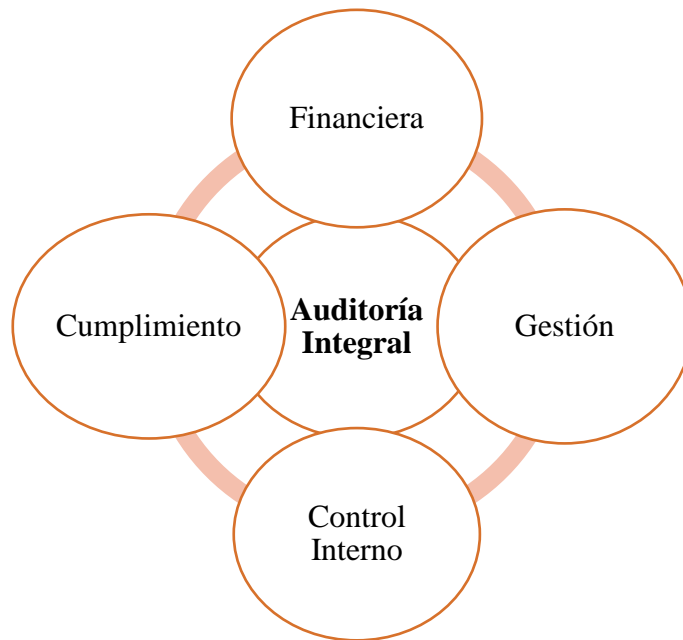 Financiera
Cumplimiento
Auditoría
Integral
Gestión
Control
Interno